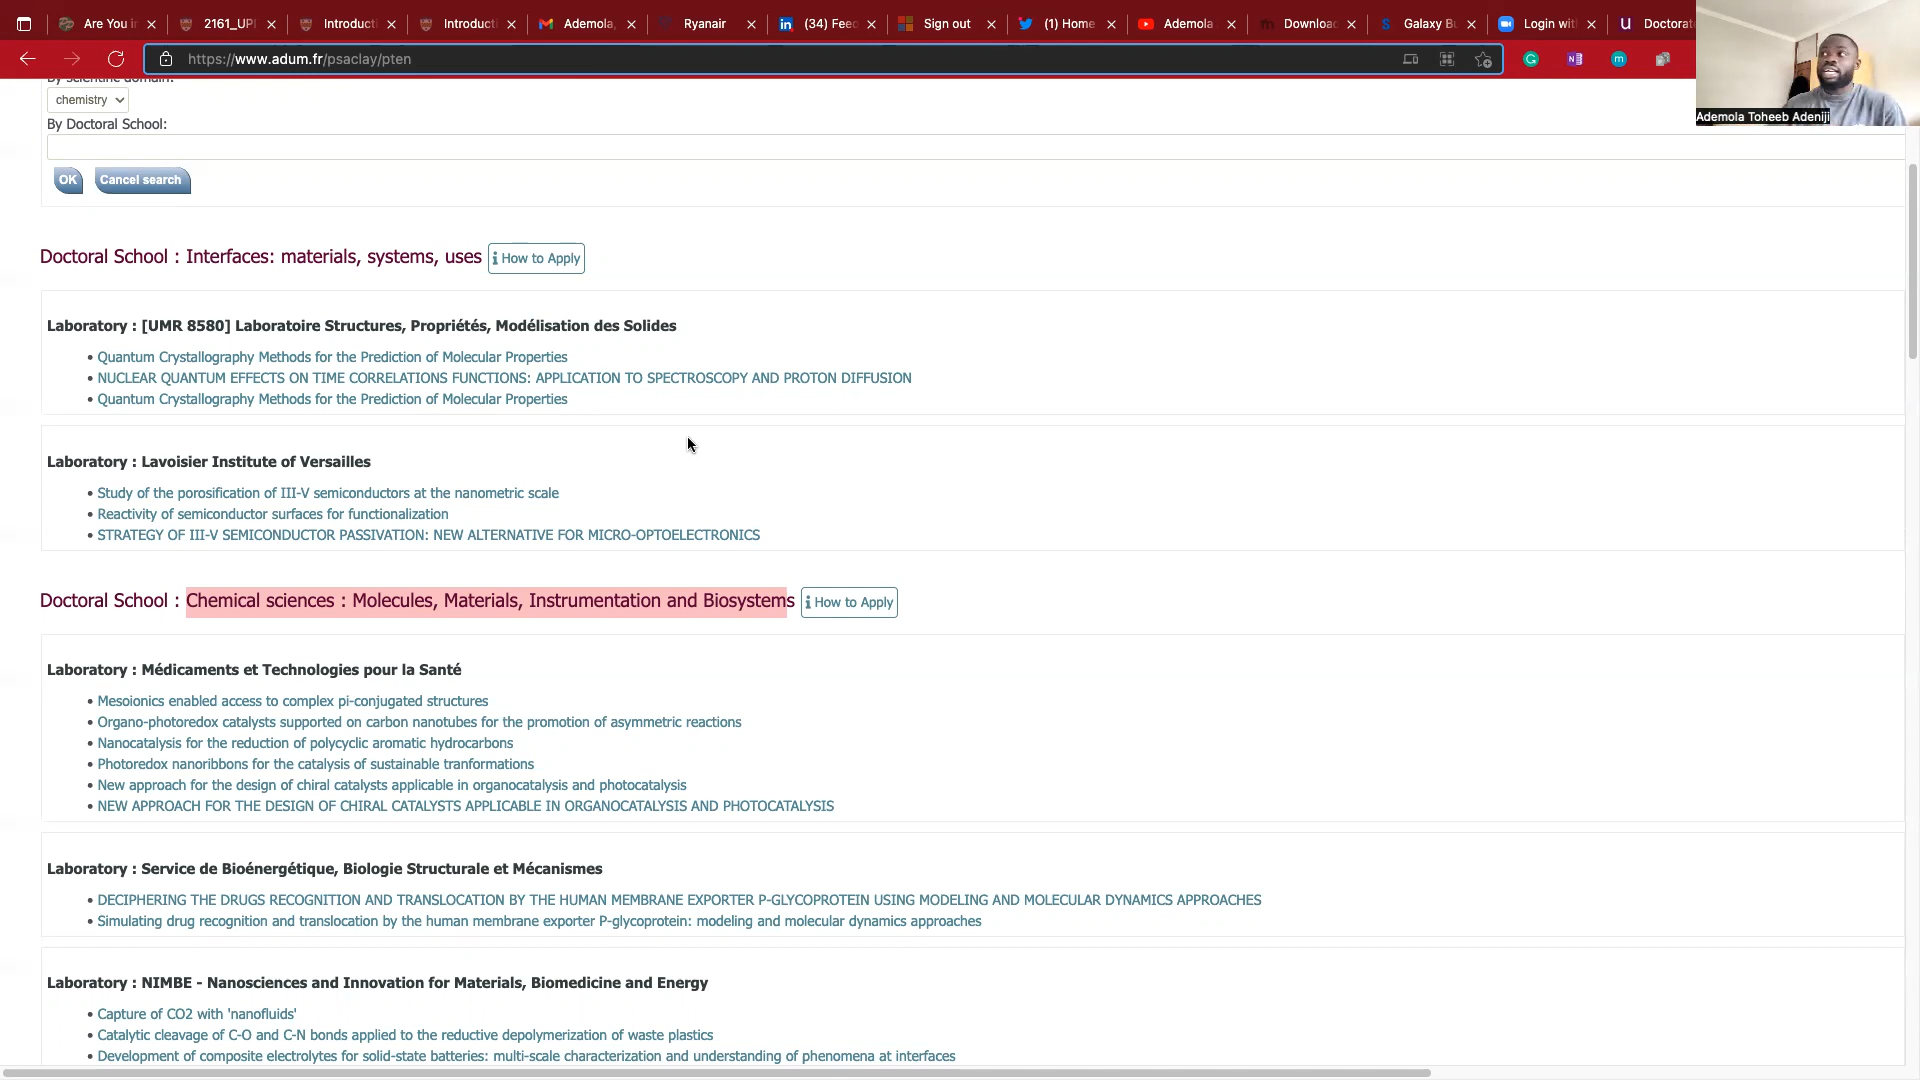 Are You i
2161_UP
Introducti
Introducti
Ademola,
Ryanair
(34) Feed
Sign out
(1) Home
Ademola
Downloa
Galaxy Bu
Login wit
Doctorat
https://www.adum.fr/psaclay/pten
Ademola Toheeb Adeniji
By scientific domain:
chemistry
By Doctoral School:
OK
Cancel search
Doctoral School : Interfaces: materials, systems, uses
How to Apply
Laboratory : [UMR 8580] Laboratoire Structures, Propriétés, Modélisation des Solides
• Quantum Crystallography Methods for the Prediction of Molecular Properties
• NUCLEAR QUANTUM EFFECTS ON TIME CORRELATIONS FUNCTIONS: APPLICATION TO SPECTROSCOPY AND PROTON DIFFUSION
• Quantum Crystallography Methods for the Prediction of Molecular Properties
Laboratory : Lavoisier Institute of Versailles
• Study of the porosification of III-V semiconductors at the nanometric scale
• Reactivity of semiconductor surfaces for functionalization
• STRATEGY OF III-V SEMICONDUCTOR PASSIVATION: NEW ALTERNATIVE FOR MICRO-OPTOELECTRONICS
Doctoral School : Chemical sciences : Molecules, Materials, Instrumentation and Biosystems
How to Apply
Laboratory : Médicaments et Technologies pour la Santé
• Mesoionics enabled access to complex pi-conjugated structures
• Organo-photoredox catalysts supported on carbon nanotubes for the promotion of asymmetric reactions
• Nanocatalysis for the reduction of polycyclic aromatic hydrocarbons
• Photoredox nanoribbons for the catalysis of sustainable tranformations
• New approach for the design of chiral catalysts applicable in organocatalysis and photocatalysis
• NEW APPROACH FOR THE DESIGN OF CHIRAL CATALYSTS APPLICABLE IN ORGANOCATALYSIS AND PHOTOCATALYSIS
Laboratory : Service de Bioénergétique, Biologie Structurale et Mécanismes
• DECIPHERING THE DRUGS RECOGNITION AND TRANSLOCATION BY THE HUMAN MEMBRANE EXPORTER P-GLYCOPROTEIN USING MODELING AND MOLECULAR DYNAMICS APPROACHES
• Simulating drug recognition and translocation by the human membrane exporter P-glycoprotein: modeling and molecular dynamics approaches
Laboratory : NIMBE - Nanosciences and Innovation for Materials, Biomedicine and Energy
• Capture of CO2 with 'nanofluids'
• Catalytic cleavage of C-O and C-N bonds applied to the reductive depolymerization of waste plastics
• Development of composite electrolytes for solid-state batteries: multi-scale characterization and understanding of phenomena at interfaces